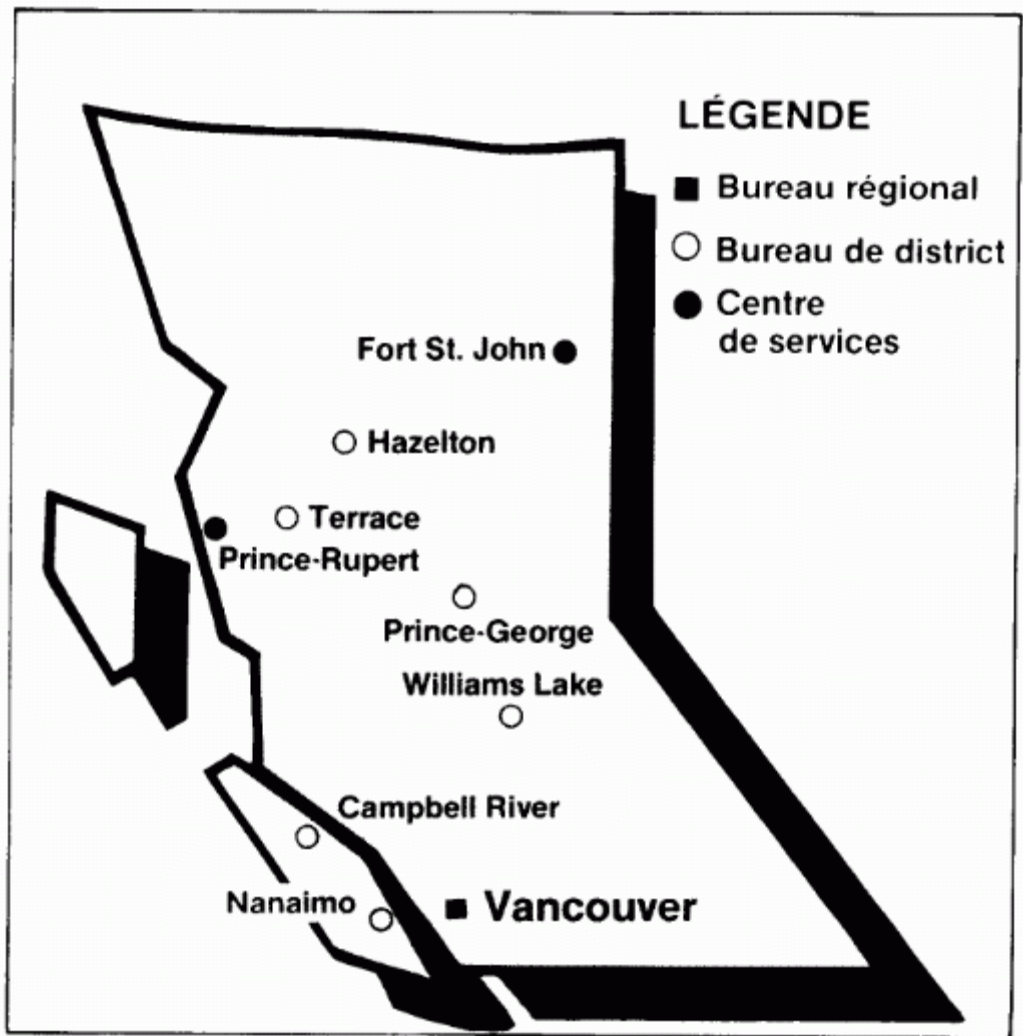 LÉGENDE
Bureau régional
Bureau de district
Centre
de services
Fort St. John
Hazelton
Terrace
Prince-Rupert
Prince-George
Williams Lake
Campbell River
Nanaimo
Vancouver